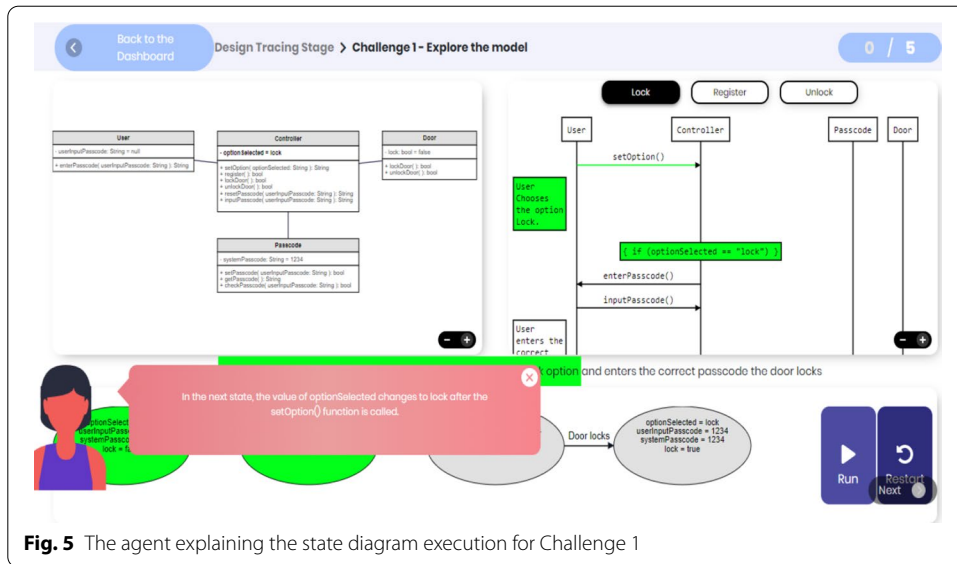 Back to the
Dashboard
Design Tracing Stage > Challenge 1 - Explore the model
0 / 5
User
- userInputPasscode: String = null
+ enterPasscode( userInputPasscode: String ): String
Controller
- optionSelected = lock
+ setOption( optionSelected: String ): String
+ register( ): bool
+ lockDoor( ): bool
+ unlockDoor( ): bool
+ resetPasscode( userInputPasscode: String ): String
+ inputPasscode( userInputPasscode: String ): String
Door
- lock: bool = false
+ lockDoor( ): bool
+ unlockDoor( ): bool
Passcode
- systemPasscode: String = 1234
+ setPasscode( userInputPasscode: String ): bool
+ getPasscode( ): String
+ checkPasscode( userInputPasscode: String ): bool
Lock
Register
Unlock
User
Controller
Passcode
Door
setOption()
User
Chooses
the option
Lock.
{ if (optionSelected == "lock") }
enterPasscode()
inputPasscode()
User
enters the
correct
option and enters the correct passcode the door locks
In the next state, the value of optionSelected changes to lock after the
setOption() function is called.
optionSelected
userInputPassc
systemPassco
lock = fa
Door locks
optionSelected = lock
userInputPasscode = 1234
systemPasscode = 1234
lock = true
Run
Restart
Next
Fig. 5 The agent explaining the state diagram execution for Challenge 1